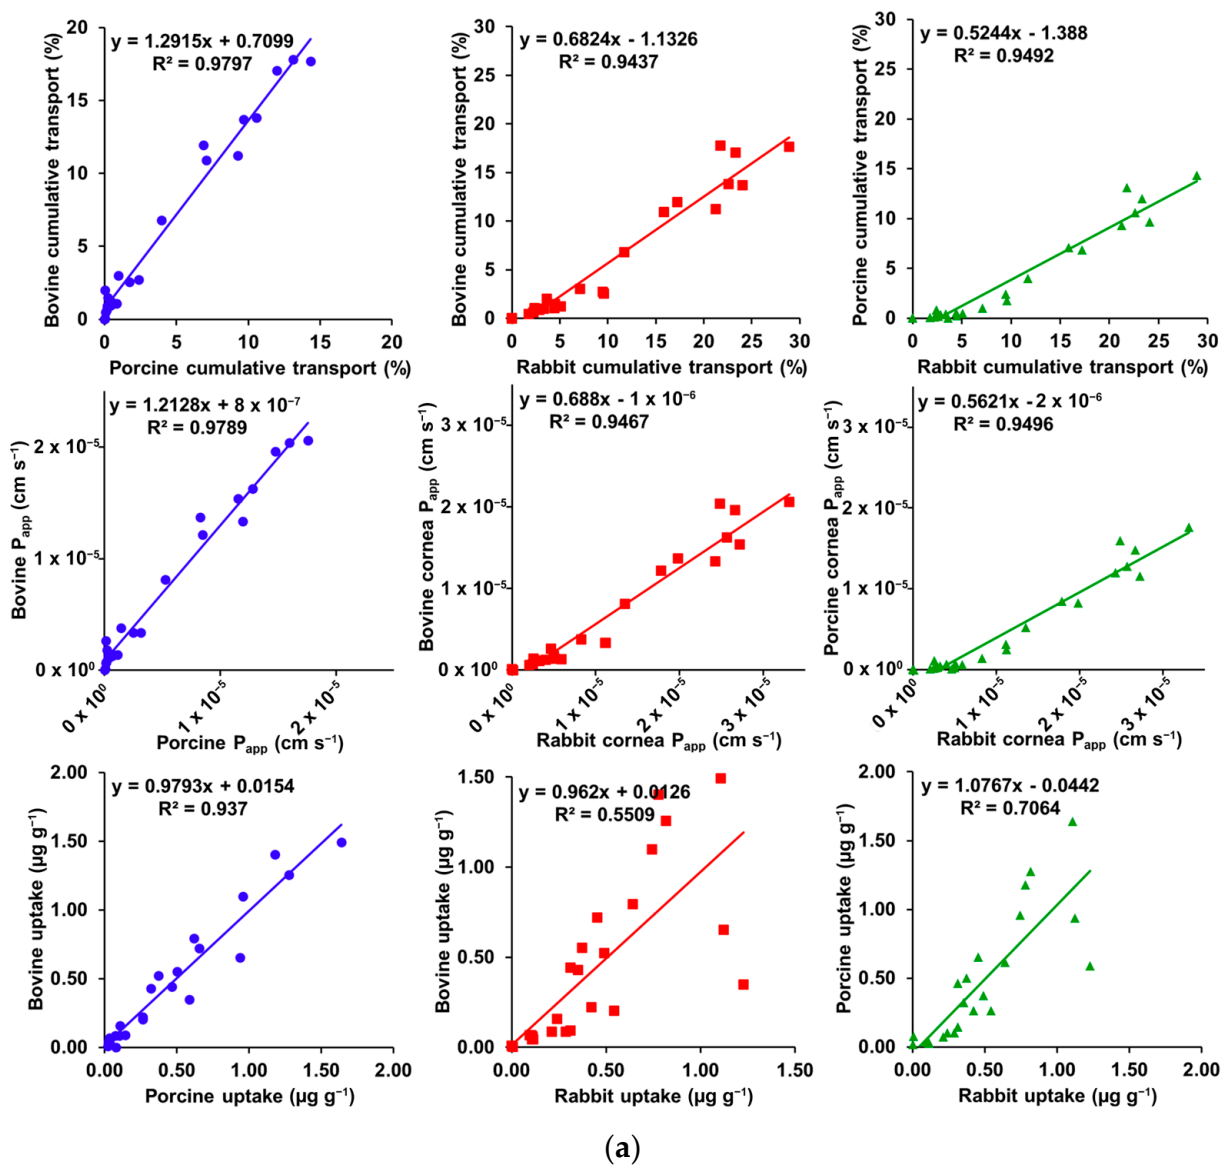 y = 1.2915x + 0.7099
R² = 0.9797
Bovine cumulative transport (%)
20
15
10
5
0
0 5 10 15 20
Porcine cumulative transport (%)
y = 0.6824x - 1.1326
R² = 0.9437
Bovine cumulative transport (%)
30
25
20
15
10
5
0
0 5 10 15 20 25 30
Rabbit cumulative transport (%)
y = 0.5244x - 1.388
R² = 0.9492
Porcine cumulative transport (%)
30
25
20
15
10
5
0
0 5 10 15 20 25 30
Rabbit cumulative transport (%)
y = 1.2128x + 8 x 10⁻⁷
R² = 0.9789
Bovine Papp (cm s⁻¹)
2 x 10⁻⁵
1 x 10⁻⁵
0 x 10⁰
0 x 10⁰ 1 x 10⁻⁵ 2 x 10⁻⁵
Porcine Papp (cm s⁻¹)
y = 0.688x - 1 x 10⁻⁶
R² = 0.9467
Bovine cornea Papp (cm s⁻¹)
3 x 10⁻⁵
2 x 10⁻⁵
1 x 10⁻⁵
0 x 10⁰
0 x 10⁰ 1 x 10⁻⁵ 2 x 10⁻⁵ 3 x 10⁻⁵
Rabbit cornea Papp (cm s⁻¹)
y = 0.5621x - 2 x 10⁻⁶
R² = 0.9496
Porcine cornea Papp (cm s⁻¹)
3 x 10⁻⁵
2 x 10⁻⁵
1 x 10⁻⁵
0 x 10⁰
0 x 10⁰ 1 x 10⁻⁵ 2 x 10⁻⁵ 3 x 10⁻⁵
Rabbit cornea Papp (cm s⁻¹)
y = 0.9793x + 0.0154
R² = 0.937
Bovine uptake (µg g⁻¹)
2.00
1.50
1.00
0.50
0.00
0.00 0.50 1.00 1.50 2.00
Porcine uptake (µg g⁻¹)
y = 0.962x + 0.0126
R² = 0.5509
Bovine uptake (µg g⁻¹)
1.50
1.00
0.50
0.00
0.00 0.50 1.00 1.50
Rabbit uptake (µg g⁻¹)
y = 1.0767x - 0.0442
R² = 0.7064
Porcine uptake (µg g⁻¹)
2.00
1.50
1.00
0.50
0.00
0.00 0.50 1.00 1.50 2.00
Rabbit uptake (µg g⁻¹)
(a)